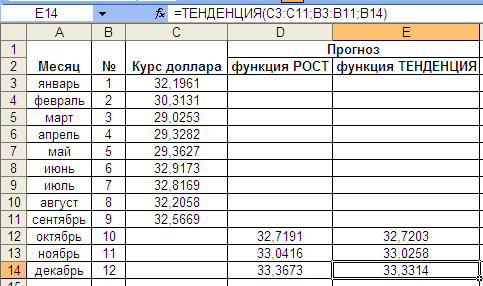 E14 fx =ТЕНДЕНЦИЯ(C3:C11;B3:B11;B14)
A B C D E
1 Прогноз
2 Месяц № Курс доллара функция РОСТ функция ТЕНДЕНЦИЯ
3 январь 1 32,1961
4 февраль 2 30,3131
5 март 3 29,0253
6 апрель 4 29,3282
7 май 5 29,3627
8 июнь 6 32,9173
9 июль 7 32,8169
10 август 8 32,2058
11 сентябрь 9 32,5669
12 октябрь 10 32,7191 32,7203
13 ноябрь 11 33,0416 33,0258
14 декабрь 12 33,3673 33,3314